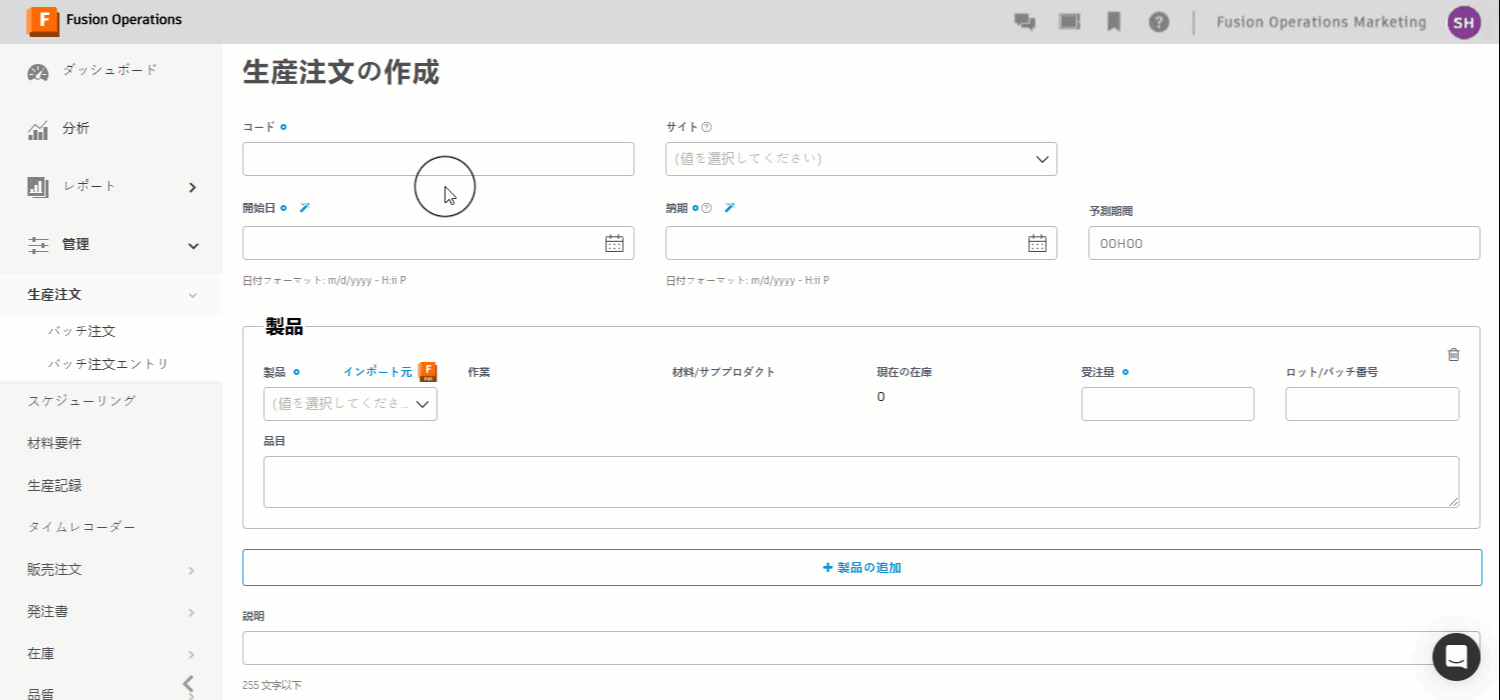 F Fusion Operations
Fusion Operations Marketing SH
ダッシュボード
分析
レポート
管理
生産注文
バッチ注文
バッチ注文エントリ
スケジューリング
材料要件
生産記録
タイムレコーダー
販売注文
発注書
在庫
品質
生産注文の作成
コード
サイト
(値を選択してください)
開始日
納期
予測期間
00H00
日付フォーマット: m/d/yyyy - H:ii P
日付フォーマット: m/d/yyyy - H:ii P
製品
製品 インポート元 作業 材料/サブプロダクト 現在の在庫 受注量 ロット/バッチ番号
(値を選択してくださ... 0
品目
+ 製品の追加
説明
255 文字以下